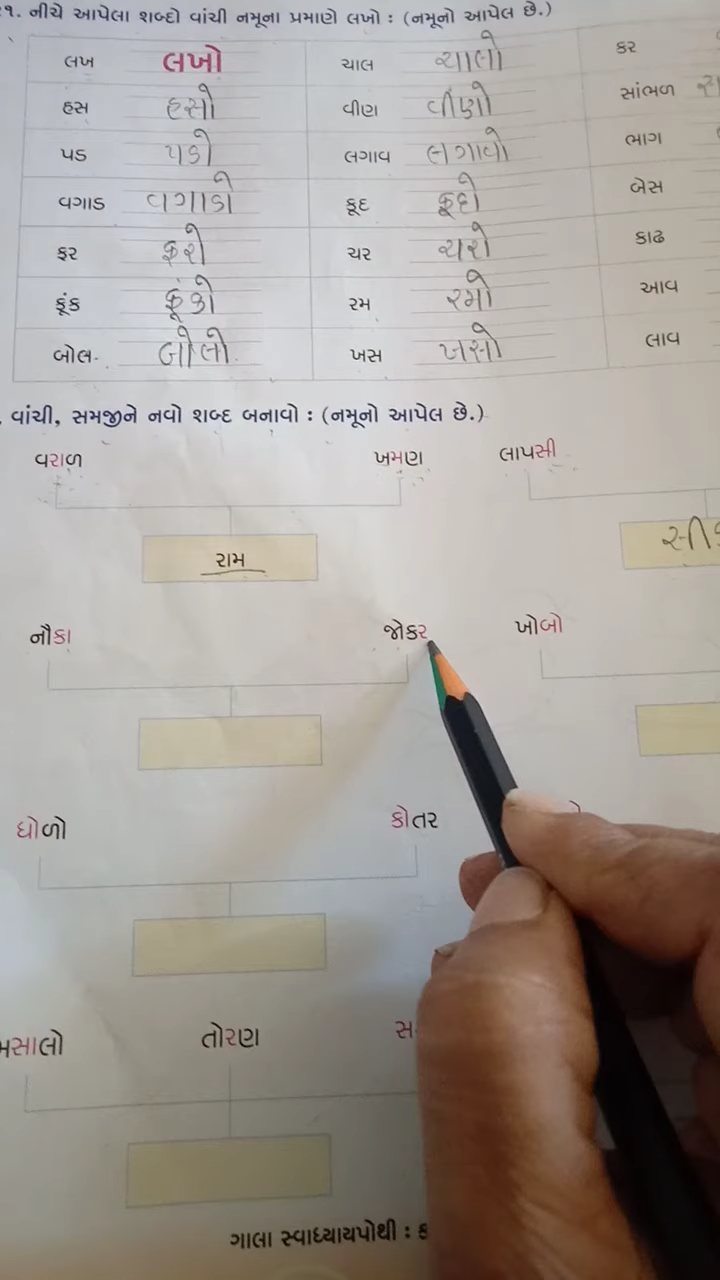 ૧. નીચે આપેલા શબ્દો વાંચી નમૂના પ્રમાણે લખો : (નમૂનો આપેલ છે.)
લખ લખો ચાલ ચાલો કર
હસ હસો વીણ વીણો સાંભળ
પડ પડો લગાવ લગાવો ભાગ
વગાડ વગાડો કૂદ કૂદો બેસ
ફર ફરો ચર ચરો કાઢ
ફૂંક ફૂંકો રમ રમો આવ
બોલ બોલો ખસ ખસો લાવ
વાંચી, સમજીને નવો શબ્દ બનાવો : (નમૂનો આપેલ છે.)
વરાળ ખમણ લાપસી
રામ
નૌકા જોકર ખોબો
ધોળો કોતર
મસાલો તોરણ
ગાલા સ્વાધ્યાયપોથી :